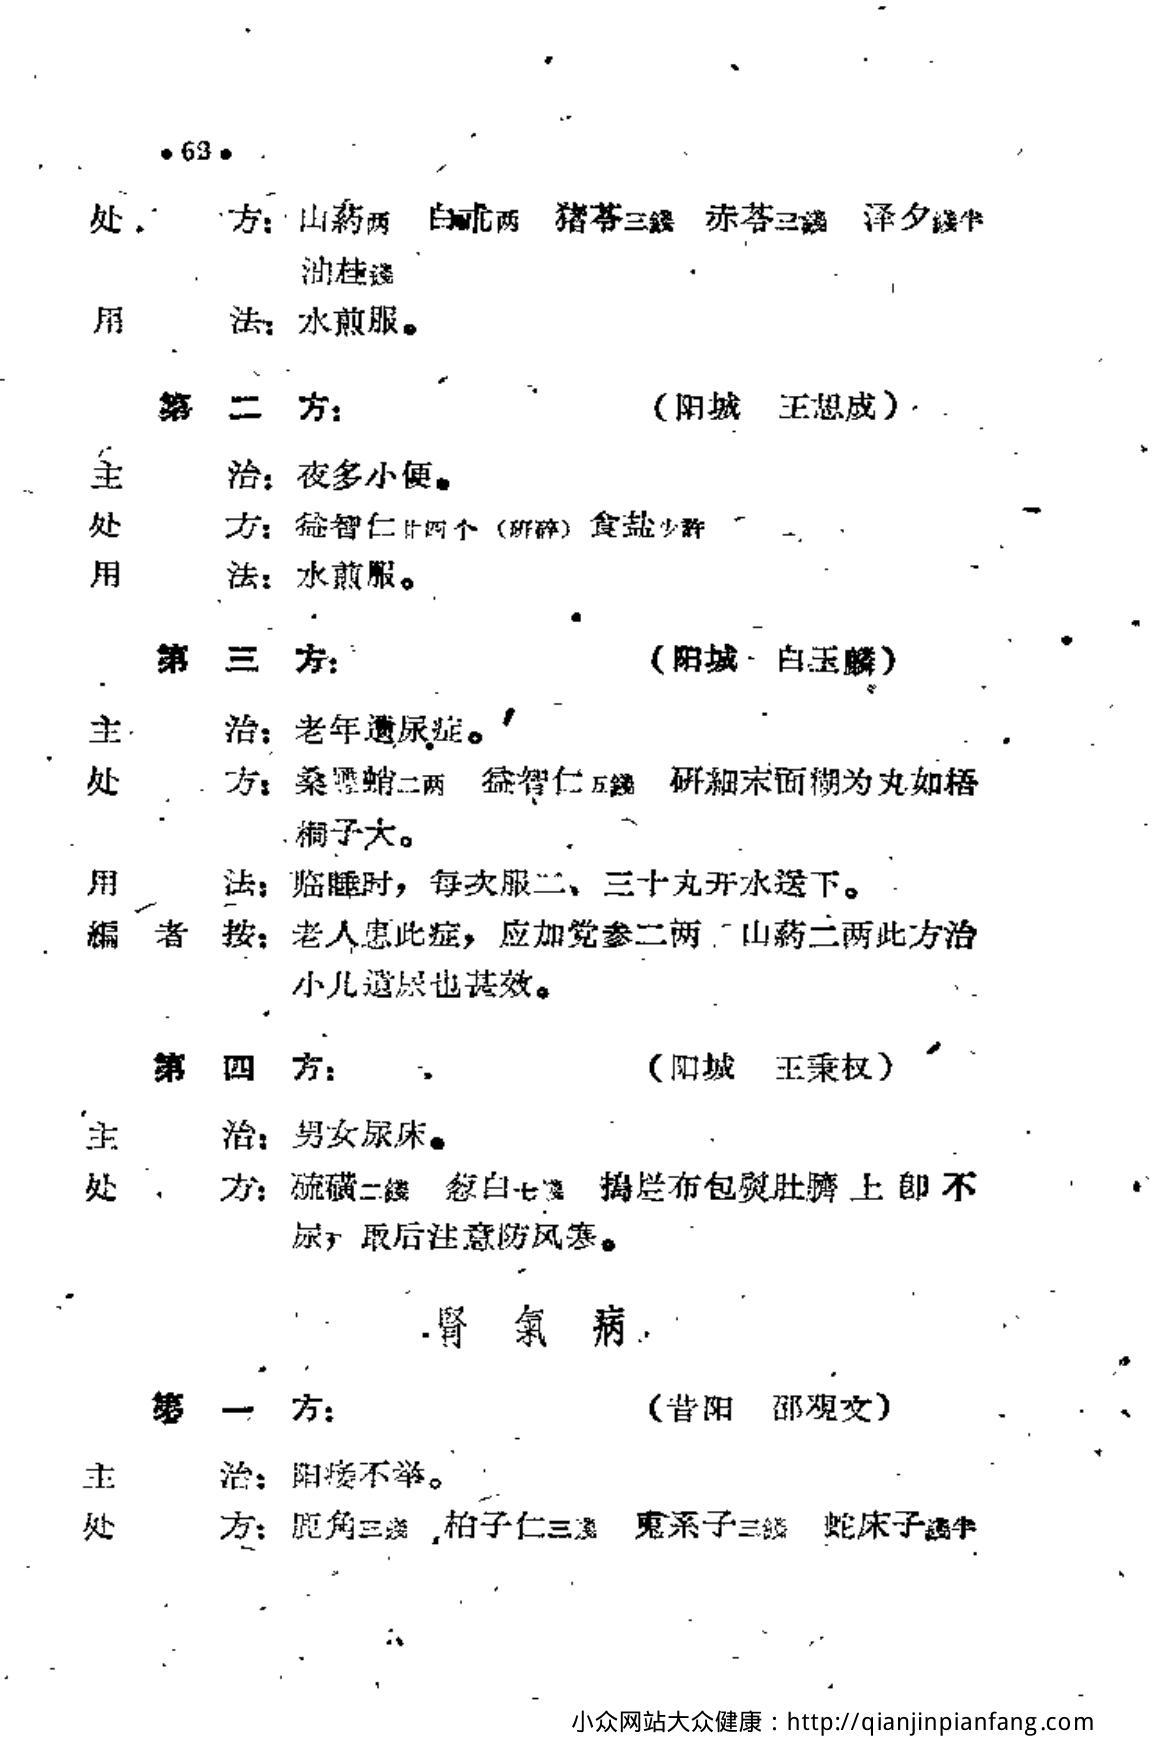 •63•
处方：山药两 白朮两 猪苓三錢 赤苓三錢 泽夕錢半
油桂錢
用法：水煎服。
第二方：（阳城 王思成）
主治：夜多小便。
处方：益智仁廿四个（研碎）食盐少許
用法：水煎服。
第三方：（阳城 白玉麟）
主治：老年遗尿症。
处方：桑螵蛸二两 益智仁五錢 研細末面糊为丸如梧
桐子大。
用法：临睡时，每次服二、三十丸开水送下。
編者按：老人患此症，应加党参二两 山药二两此方治
小儿遗尿也甚效。
第四方：（阳城 王秉权）
主治：男女尿床。
处方：硫磺二錢 葱白七錢 搗烂布包熨肚臍上卽不
尿，取后注意防风寒。
腎氣病
第一方：（昔阳 邵观文）
主治：阳痿不举。
处方：鹿角三錢 柏子仁三錢 菟系子三錢 蛇床子錢半
小众网站大众健康：http://qianjinpianfang.com